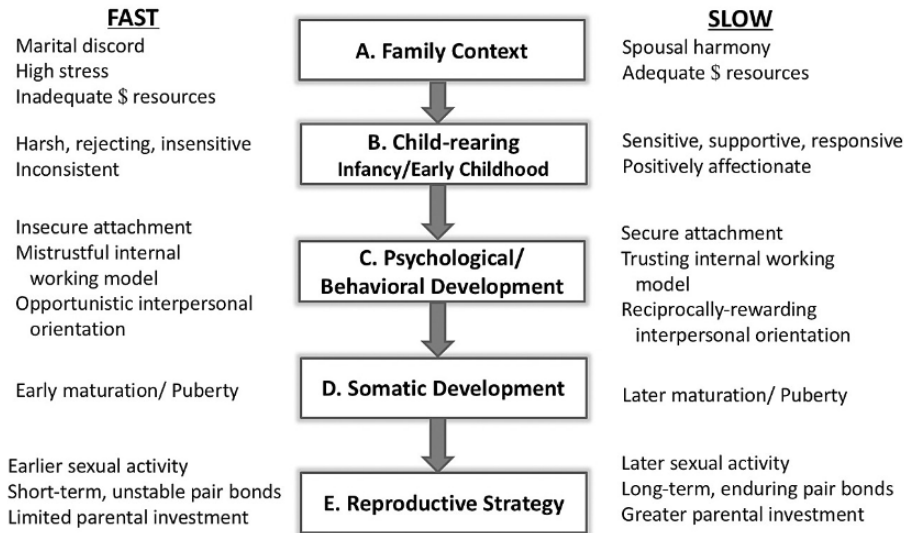 FAST
Marital discord
High stress
Inadequate $ resources
A. Family Context
SLOW
Spousal harmony
Adequate $ resources
Harsh, rejecting, insensitive
Inconsistent
B. Child-rearing
Infancy/Early Childhood
Sensitive, supportive, responsive
Positively affectionate
Insecure attachment
Mistrustful internal
working model
Opportunistic interpersonal
orientation
C. Psychological/
Behavioral Development
Secure attachment
Trusting internal working
model
Reciprocally-rewarding
interpersonal orientation
Early maturation/ Puberty
D. Somatic Development
Later maturation/ Puberty
Earlier sexual activity
Short-term, unstable pair bonds
Limited parental investment
E. Reproductive Strategy
Later sexual activity
Long-term, enduring pair bonds
Greater parental investment